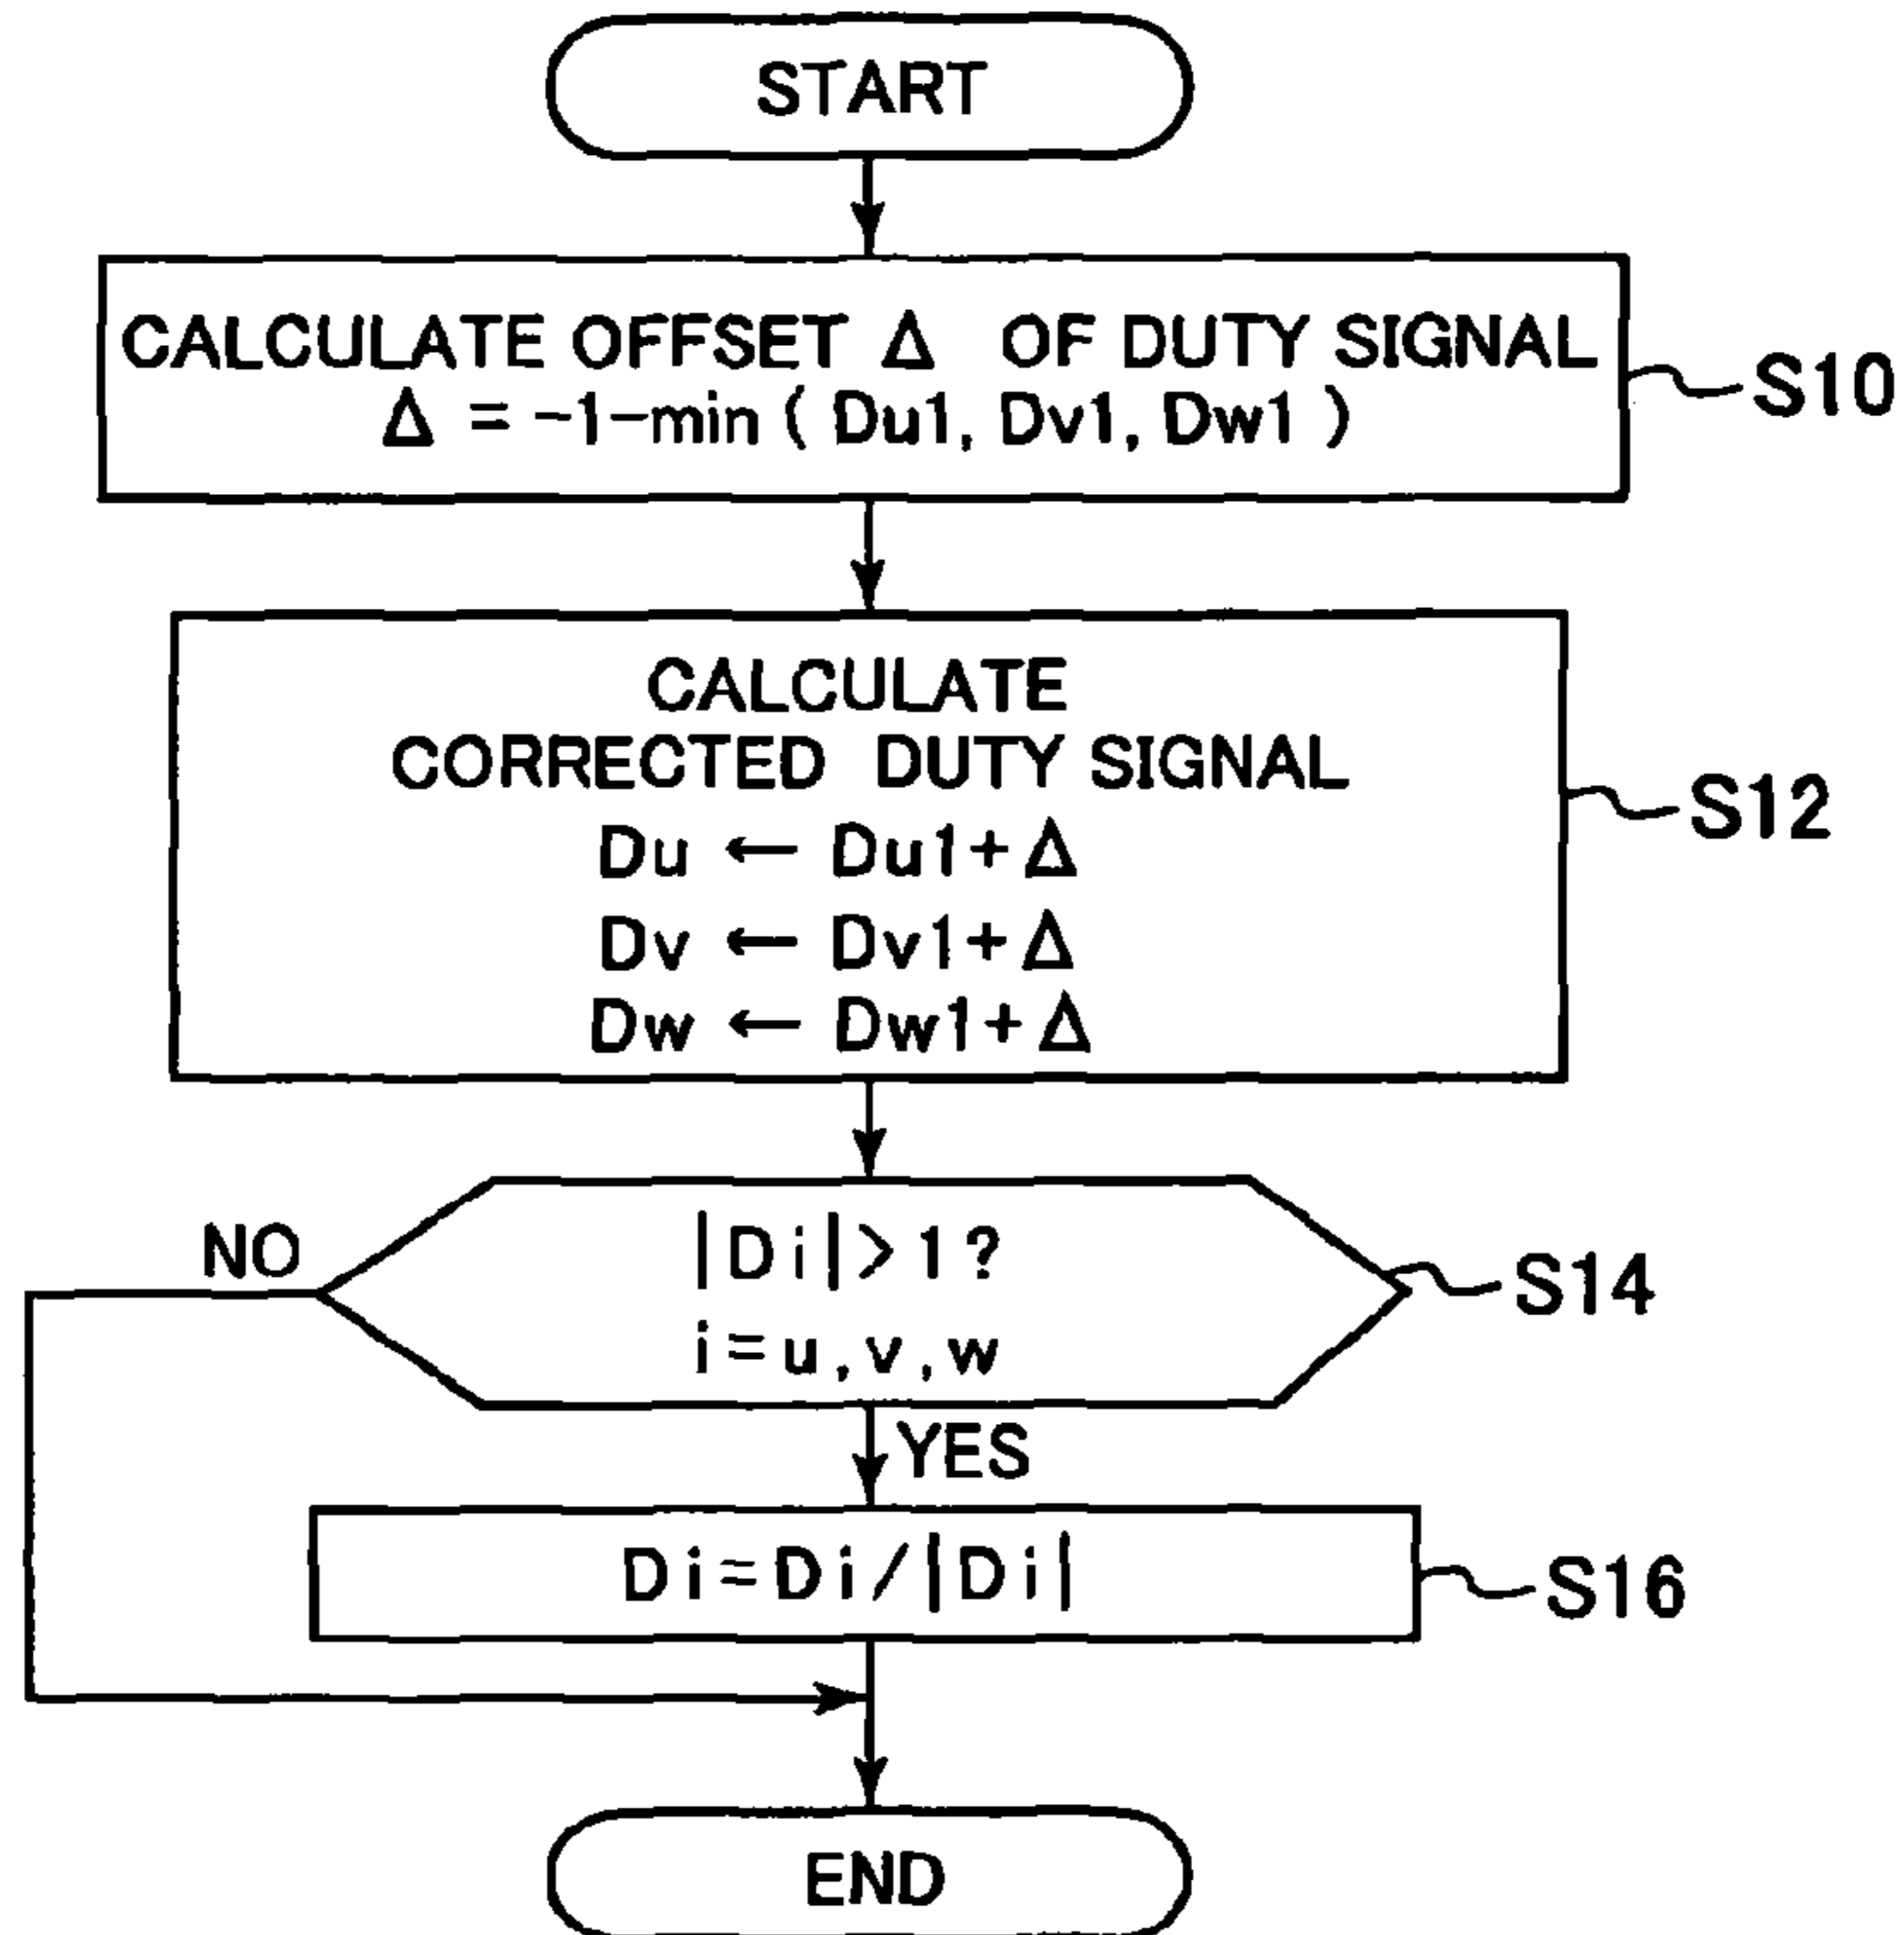 START
CALCULATE OFFSET Δ OF DUTY SIGNAL
Δ = -1-min ( Du1, Dv1, Dw1 )
S10
CALCULATE
CORRECTED DUTY SIGNAL
Du ← Du1+Δ
Dv ← Dv1+Δ
Dw ← Dw1+Δ
S12
NO
|Di|>1?
i=u,v,w
S14
YES
Di=Di/|Di|
S16
END